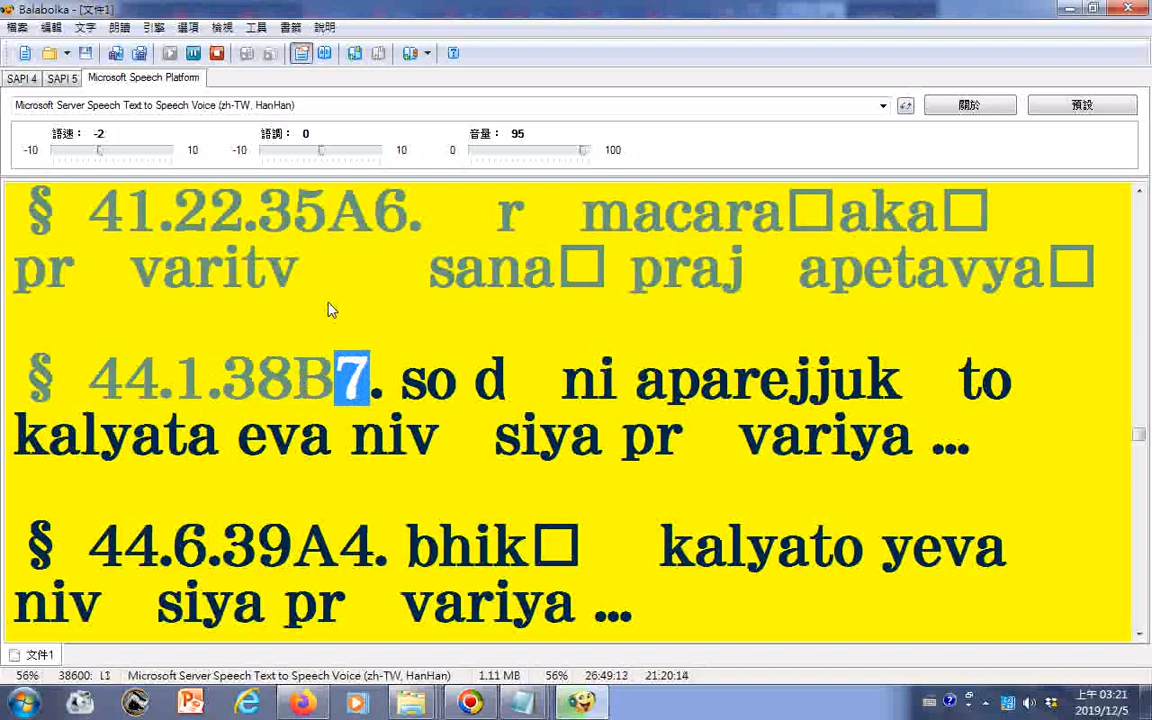 Balabolka - [文件1]
檔案 編輯 文字 朗讀 引擎 選項 檢視 工具 書籤 說明
SAPI 4 SAPI 5 Microsoft Speech Platform
Microsoft Server Speech Text to Speech Voice (zh-TW, HanHan) 關於 預設
語速： -2 語調： 0 音量： 95
-10 10 -10 10 0 100
§ 41.22.35A6. r macara□aka□
pr varitv sana□ praj apetavya□
§ 44.1.38B7. so d ni aparejjuk to
kalyata eva niv siya pr variya ...
§ 44.6.39A4. bhik□ kalyato yeva
niv siya pr variya ...
文件1
56% 38600: 11 Microsoft Server Speech Text to Speech Voice (zh-TW, HanHan) 1.11 MB 56% 26:49:13 21:20:14
上午 03:21
2019/12/5